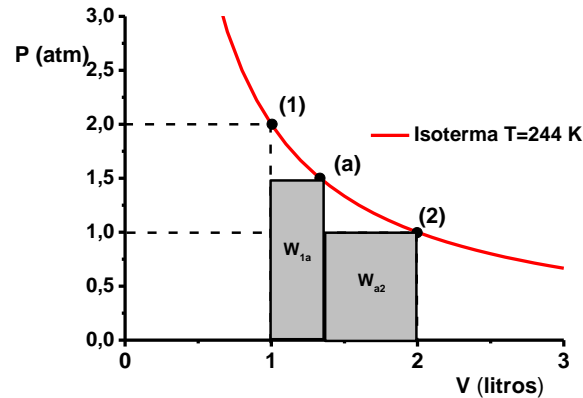 3,0
P (atm)
2,5
2,0
1,5
1,0
0,5
0,0
(1)
(a)
(2)
Isoterma T=244 K
W1a
Wa2
0
1
2
3
V (litros)